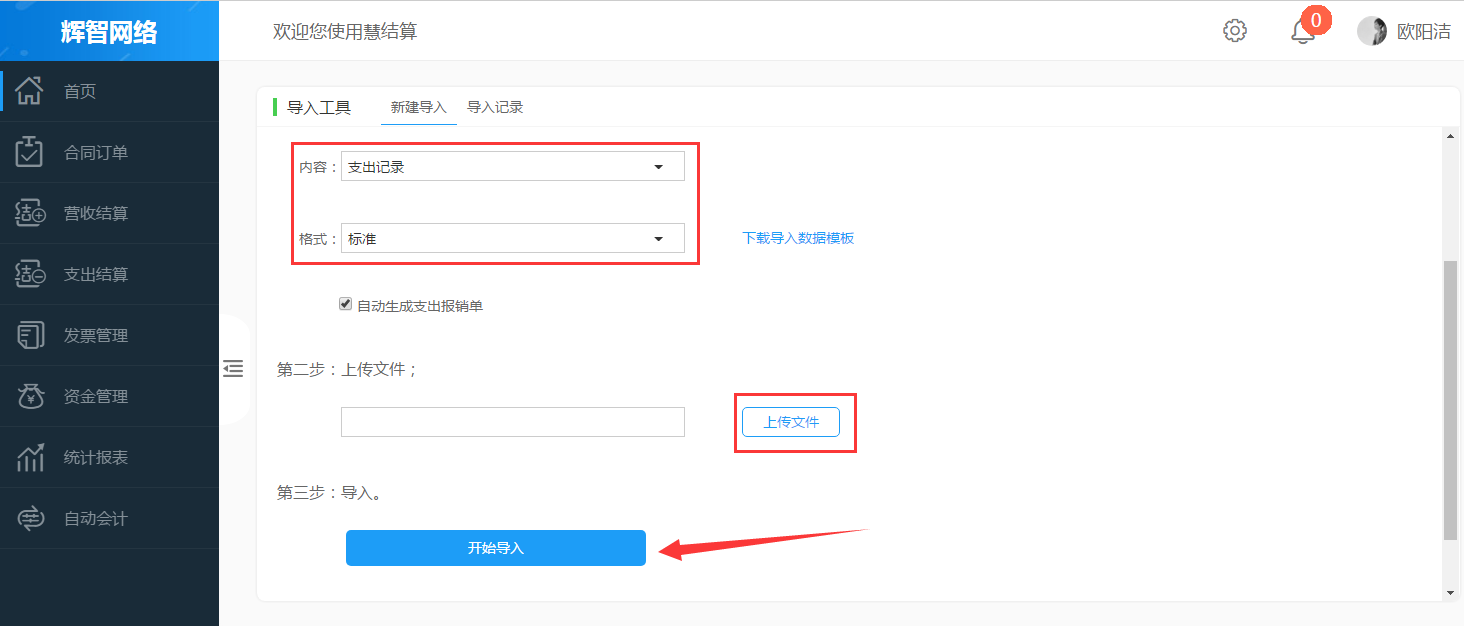 辉智网络
欢迎您使用慧结算
0
欧阳洁
首页
合同订单
营收结算
支出结算
发票管理
资金管理
统计报表
自动会计
导入工具
新建导入
导入记录
内容：
支出记录
格式：
标准
下载导入数据模板
自动生成支出报销单
第二步：上传文件；
上传文件
第三步：导入。
开始导入